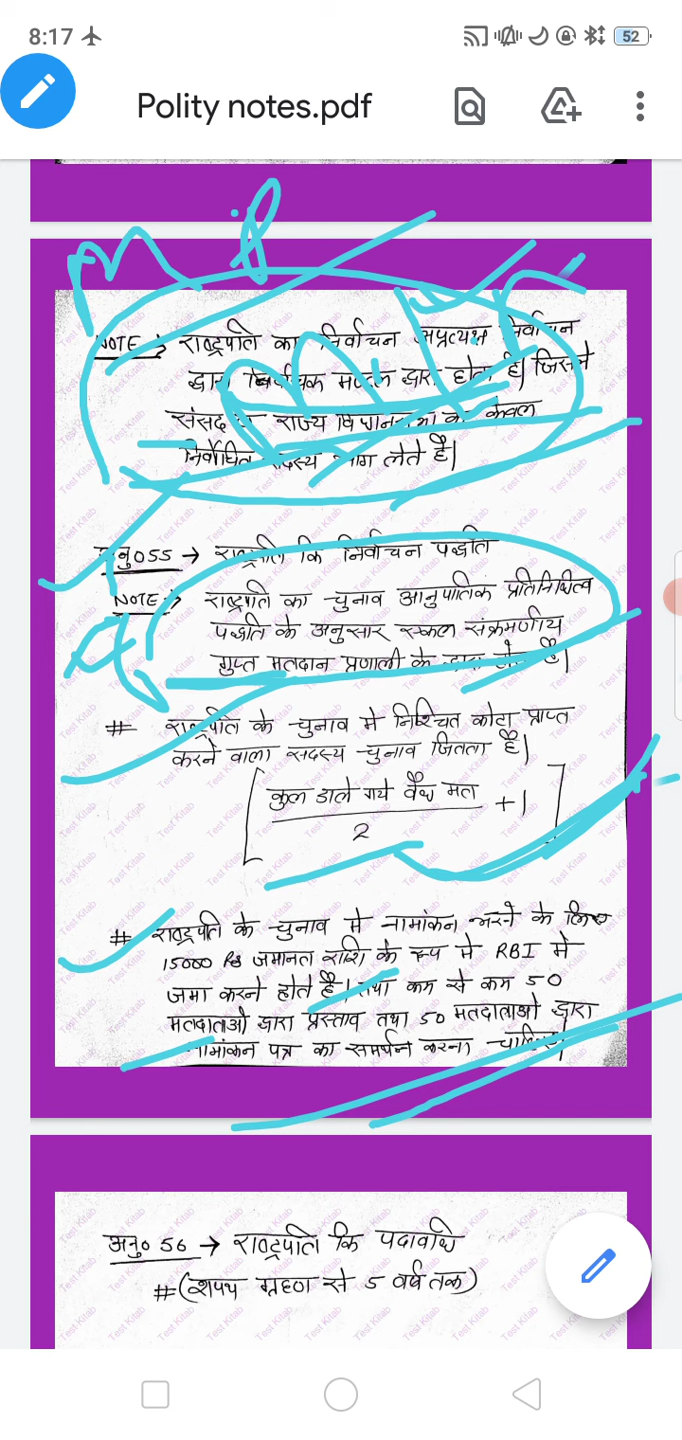 8:17
52
Polity notes.pdf
NOTE : राष्ट्रपति का निर्वाचन अप्रत्यक्ष निर्वाचन
द्वारा मण्डल द्वारा होता है। जिसमे
संसद राज्य के केवल
निर्वाचित सदस्य भाग लेते है।
अनु055 → राष्ट्रपति कि निर्वाचन पद्धति
NOTE → राष्ट्रपति का चुनाव आनुपातिक प्रतिनिधित्व
पद्धति के अनुसार एकल संक्रमणीय
गुप्त मतदान प्रणाली के द्वारा होता है।
# राष्ट्रपति के चुनाव मे निश्चित कोटा प्राप्त
करने वाला सदस्य चुनाव जितता है।
[कुल डाले गये वैध मत
+1]
2
# राष्ट्रपति के चुनाव मे नामांकन करने के लिए
15000 Rs जमानत राशि के रूप मे RBI मे
जमा करने होते है। तथा कम से कम 50
मतदाताओ द्वारा प्रस्ताव तथा 50 मतदाताओ द्वारा
नामांकन पत्र का समर्थन करना चाहिए।
अनु० 56 → राष्ट्रपति कि पदावधि
#(शपथ ग्रहण से 5 वर्ष तक)
Test Kitab